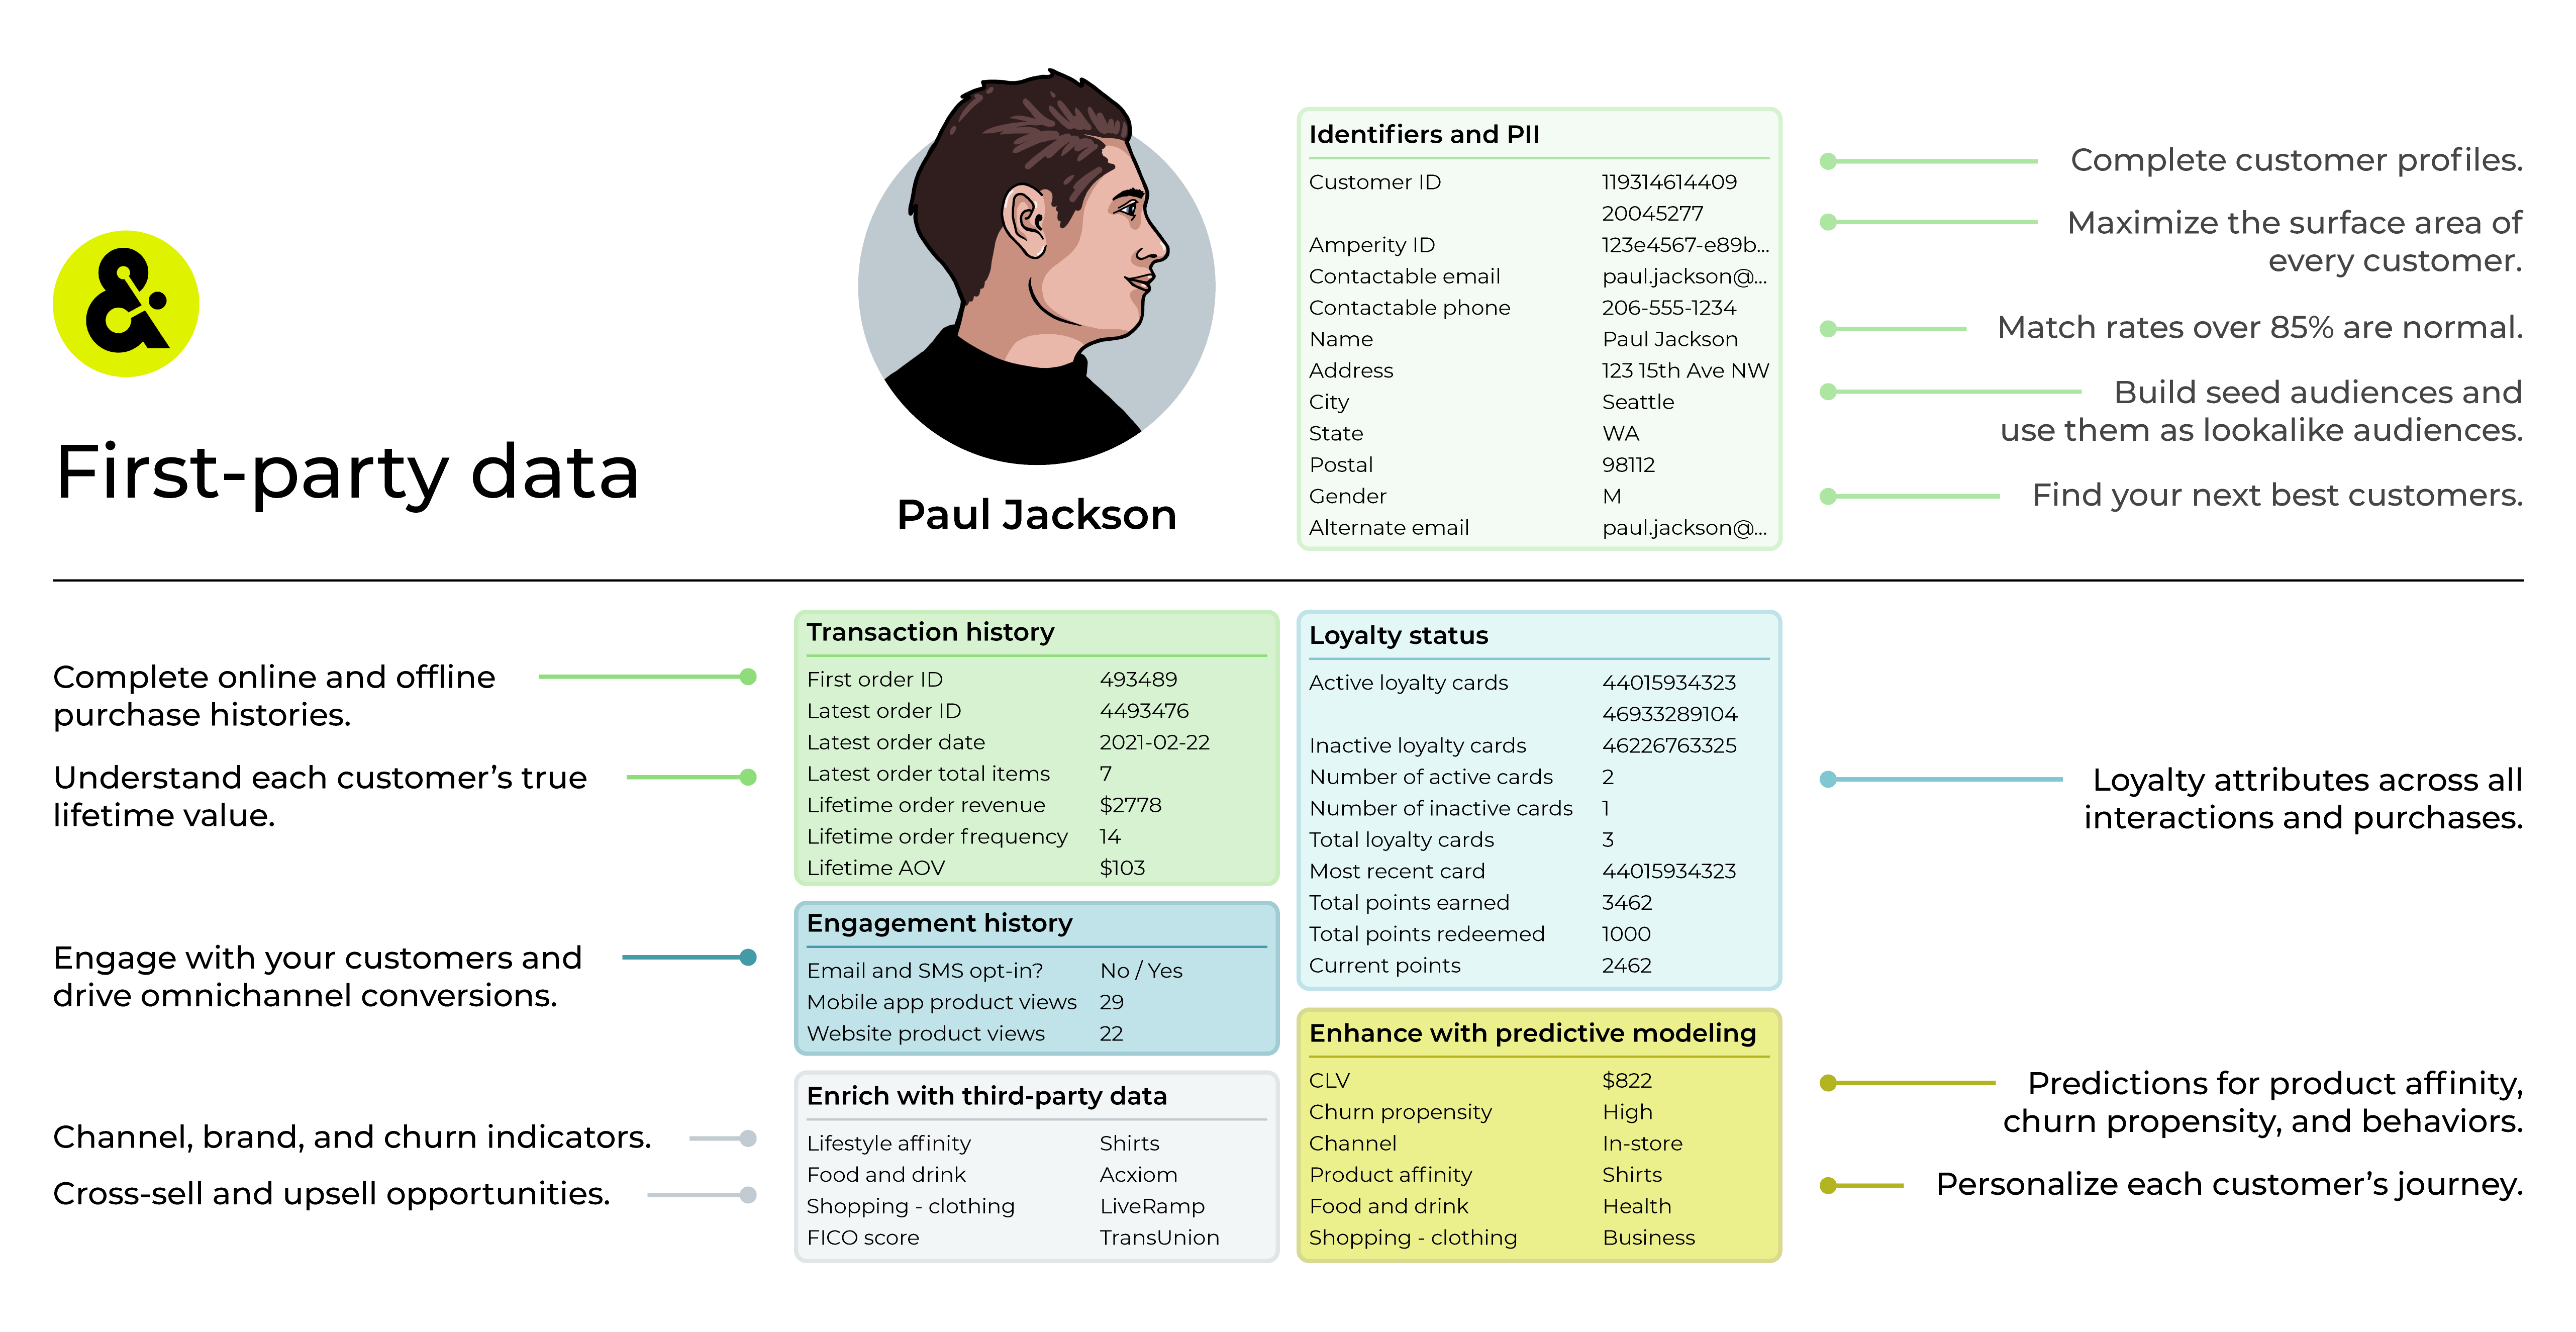 &
First-party data
Paul Jackson
Identifiers and PII
Customer ID 119314614409
20045277
Amperity ID 123e4567-e89b...
Contactable email paul.jackson@...
Contactable phone 206-555-1234
Name Paul Jackson
Address 123 15th Ave NW
City Seattle
State WA
Postal 98112
Gender M
Alternate email paul.jackson@...
Complete customer profiles.
Maximize the surface area of
every customer.
Match rates over 85% are normal.
Build seed audiences and
use them as lookalike audiences.
Find your next best customers.
Complete online and offline
purchase histories.
Understand each customer’s true
lifetime value.
Engage with your customers and
drive omnichannel conversions.
Channel, brand, and churn indicators.
Cross-sell and upsell opportunities.
Transaction history
First order ID 493489
Latest order ID 4493476
Latest order date 2021-02-22
Latest order total items 7
Lifetime order revenue $2778
Lifetime order frequency 14
Lifetime AOV $103
Engagement history
Email and SMS opt-in? No / Yes
Mobile app product views 29
Website product views 22
Enrich with third-party data
Lifestyle affinity Shirts
Food and drink Acxiom
Shopping - clothing LiveRamp
FICO score TransUnion
Loyalty status
Active loyalty cards 44015934323
46933289104
Inactive loyalty cards 46226763325
Number of active cards 2
Number of inactive cards 1
Total loyalty cards 3
Most recent card 44015934323
Total points earned 3462
Total points redeemed 1000
Current points 2462
Enhance with predictive modeling
CLV $822
Churn propensity High
Channel In-store
Product affinity Shirts
Food and drink Health
Shopping - clothing Business
Loyalty attributes across all
interactions and purchases.
Predictions for product affinity,
churn propensity, and behaviors.
Personalize each customer’s journey.